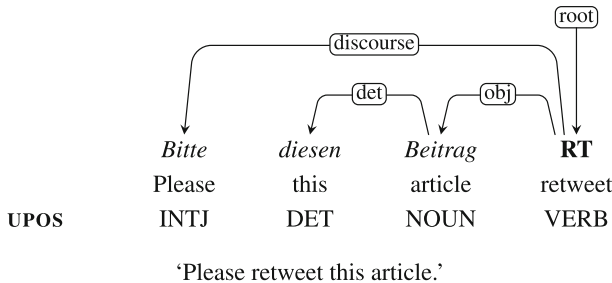 root
discourse
det obj
Bitte diesen Beitrag RT
Please this article retweet
UPOS INTJ DET NOUN VERB
‘Please retweet this article.’